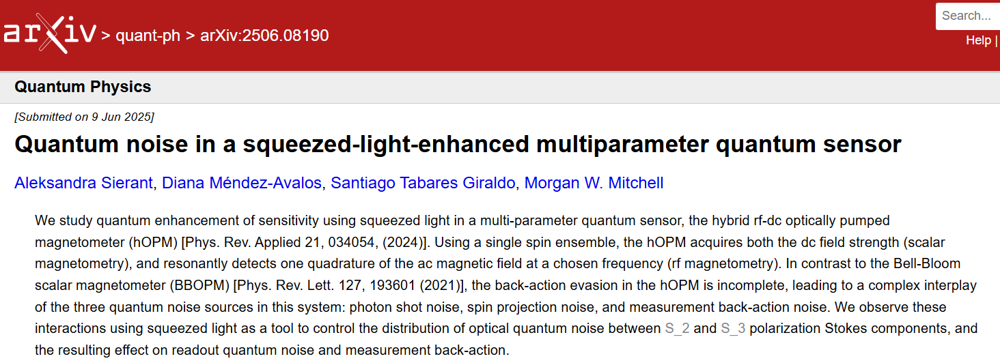 arXiv > quant-ph > arXiv:2506.08190
Search...
Help |
Quantum Physics
[Submitted on 9 Jun 2025]
Quantum noise in a squeezed-light-enhanced multiparameter quantum sensor
Aleksandra Sierant, Diana Méndez-Avalos, Santiago Tabares Giraldo, Morgan W. Mitchell
We study quantum enhancement of sensitivity using squeezed light in a multi-parameter quantum sensor, the hybrid rf-dc optically pumped
magnetometer (hOPM) [Phys. Rev. Applied 21, 034054, (2024)]. Using a single spin ensemble, the hOPM acquires both the dc field strength (scalar
magnetometry), and resonantly detects one quadrature of the ac magnetic field at a chosen frequency (rf magnetometry). In contrast to the Bell-Bloom
scalar magnetometer (BBOPM) [Phys. Rev. Lett. 127, 193601 (2021)], the back-action evasion in the hOPM is incomplete, leading to a complex interplay
of the three quantum noise sources in this system: photon shot noise, spin projection noise, and measurement back-action noise. We observe these
interactions using squeezed light as a tool to control the distribution of optical quantum noise between S_2 and S_3 polarization Stokes components, and
the resulting effect on readout quantum noise and measurement back-action.